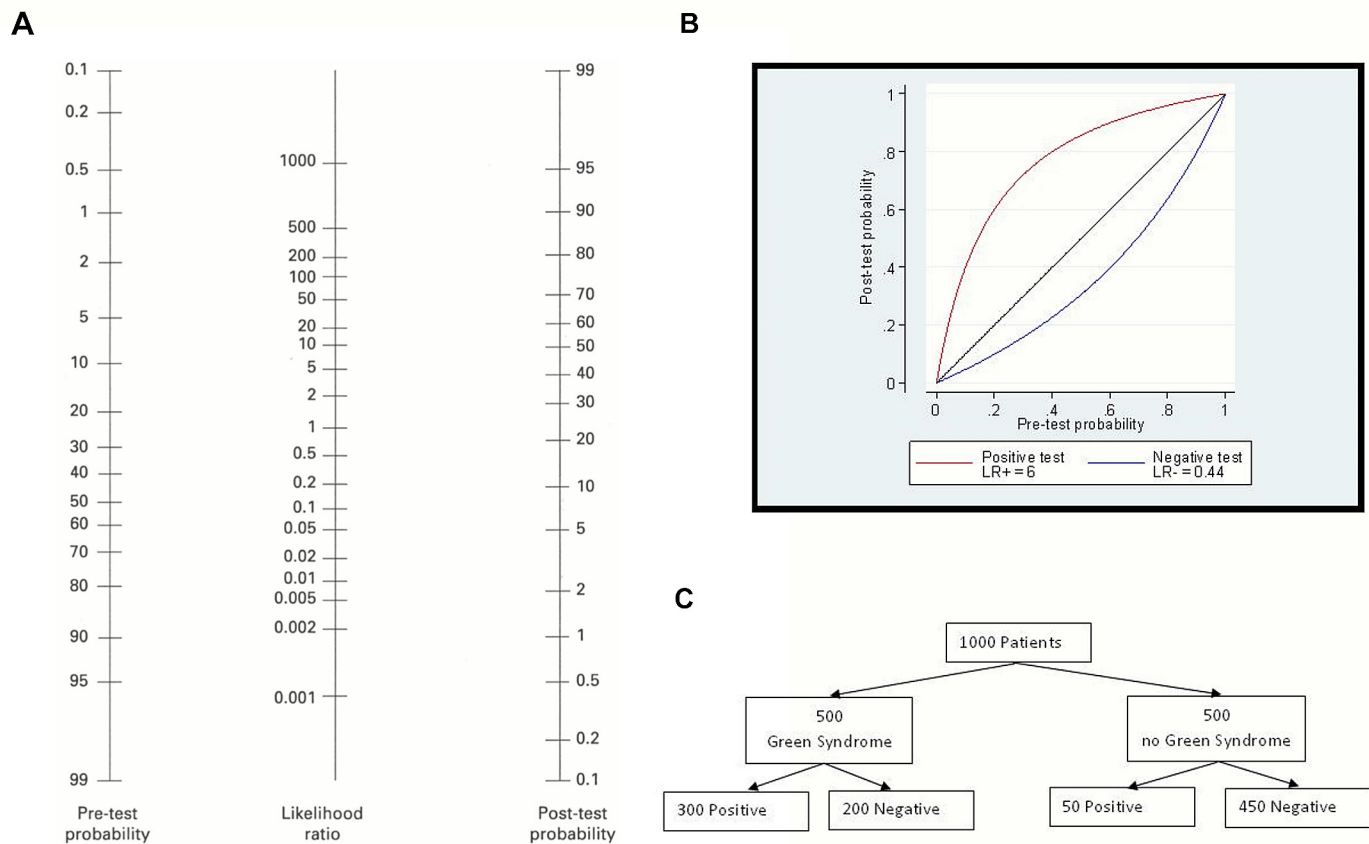 A
0.1
0.2
0.5
1
2
5
10
20
30
40
50
60
70
80
90
95
99
Pre-test
probability
1000
500
200
100
50
20
10
5
2
1
0.5
0.2
0.1
0.05
0.02
0.01
0.005
0.002
0.001
Likelihood
ratio
99
95
90
80
70
60
50
40
30
20
10
5
2
1
0.5
0.2
0.1
Post-test
probability
B
Post-test probability
1
.8
.6
.4
.2
0
0 .2 .4 .6 .8 1
Pre-test probability
Positive test
LR+ = 6
Negative test
LR- = 0.44
C
1000 Patients
500
Green Syndrome
500
no Green Syndrome
300 Positive
200 Negative
50 Positive
450 Negative